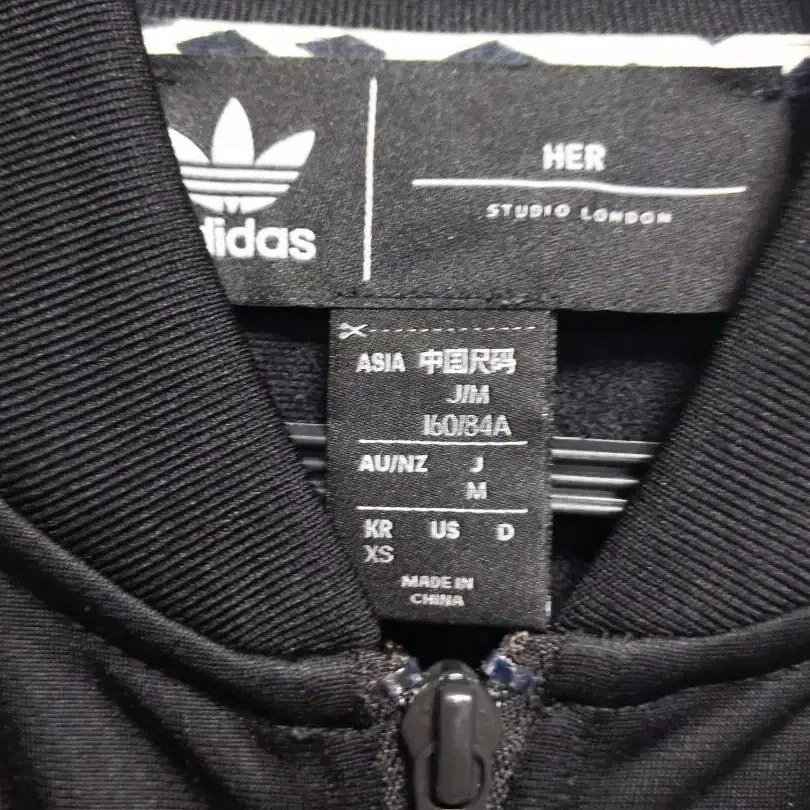 adidas
HER
STUDIO LONDON
ASIA 中国尺码
J/M
160/84A
AU/NZ J
M
KR US D
XS
MADE IN
CHINA